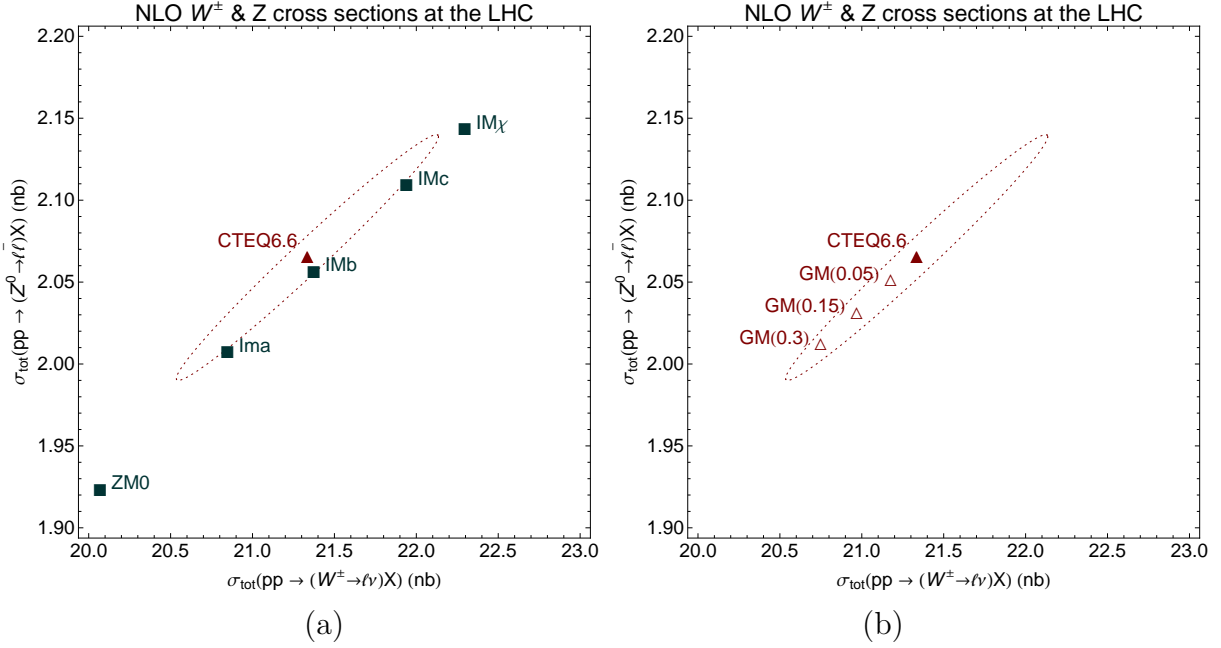 NLO W± & Z cross sections at the LHC
2.20
2.15
2.10
2.05
2.00
1.95
1.90
σtot(pp → (Z0→ℓℓ̄)X) (nb)
IMχ
IMc
CTEQ6.6
IMb
Ima
ZM0
20.0 20.5 21.0 21.5 22.0 22.5 23.0
σtot(pp → (W±→ℓν)X) (nb)
(a)
NLO W± & Z cross sections at the LHC
2.20
2.15
2.10
2.05
2.00
1.95
1.90
σtot(pp → (Z0→ℓℓ̄)X) (nb)
CTEQ6.6
GM(0.05)
GM(0.15)
GM(0.3)
20.0 20.5 21.0 21.5 22.0 22.5 23.0
σtot(pp → (W±→ℓν)X) (nb)
(b)